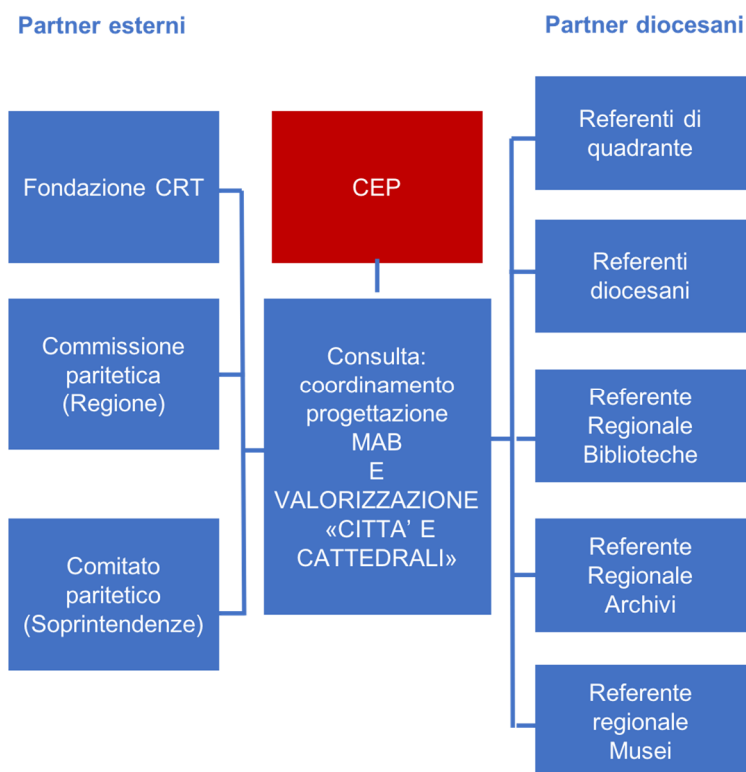 Partner esterni
Partner diocesani
Fondazione CRT
Commissione
paritetica
(Regione)
Comitato
paritetico
(Soprintendenze)
CEP
Consulta:
coordinamento
progettazione
MAB
E
VALORIZZAZIONE
«CITTA' E
CATTEDRALI»
Referenti di
quadrante
Referenti
diocesani
Referente
Regionale
Biblioteche
Referente
Regionale
Archivi
Referente
regionale
Musei